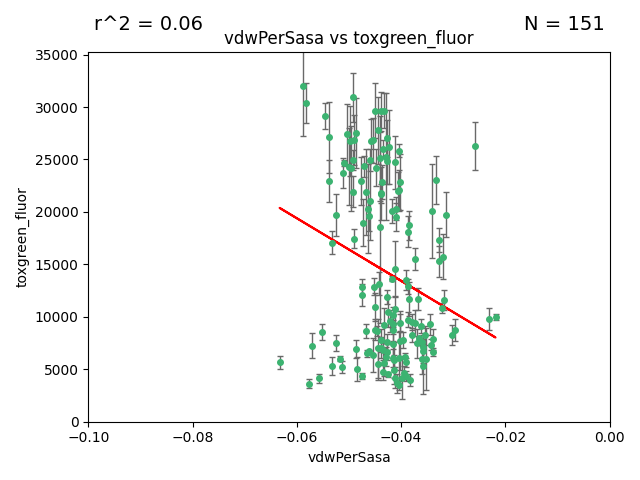 r^2 = 0.06
N = 151
vdwPerSasa vs toxgreen_fluor
35000
30000
25000
20000
15000
10000
5000
0
toxgreen_fluor
−0.10
−0.08
−0.06
−0.04
−0.02
0.00
vdwPerSasa